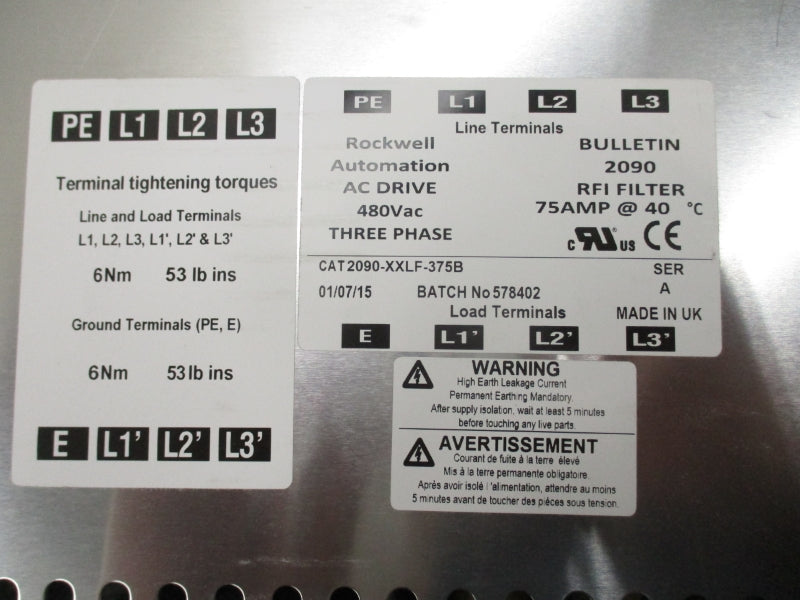 PE L1 L2 L3
Terminal tightening torques
Line and Load Terminals
L1, L2, L3, L1', L2' & L3'
6Nm 53 lb ins
Ground Terminals (PE, E)
6Nm 53 lb ins
E L1' L2' L3'
PE L1 L2 L3
Line Terminals
Rockwell BULLETIN
Automation 2090
AC DRIVE RFI FILTER
480Vac 75AMP @ 40 °C
THREE PHASE c RU US CE
CAT 2090-XXLF-375B SER
01/07/15 BATCH No 578402 A
Load Terminals MADE IN UK
E L1' L2' L3'
WARNING
High Earth Leakage Current
Permanent Earthing Mandatory.
After supply isolation, wait at least 5 minutes
before touching any live parts.
AVERTISSEMENT
Courant de fuite à la terre élevé
Mis à la terre permanente obligatoire.
Aprés avoir isolé l'alimentation, attendre au moins
5 minutes avant de toucher des piéces sous tension.